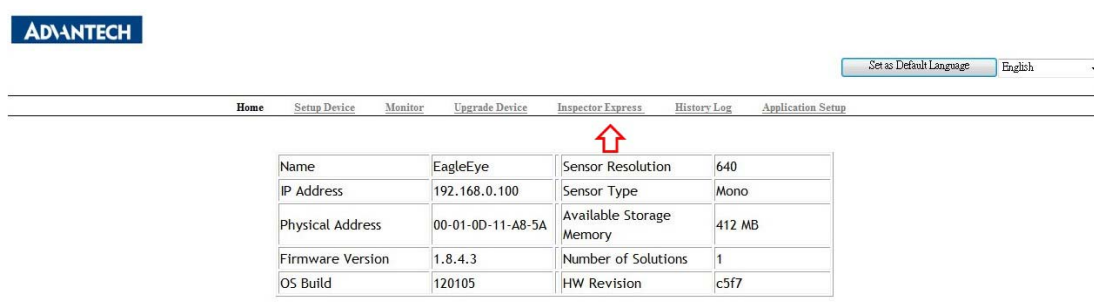 ADVANTECH
Set as Default Language English
Home Setup Device Monitor Upgrade Device Inspector Express History Log Application Setup
Name EagleEye Sensor Resolution 640
IP Address 192.168.0.100 Sensor Type Mono
Physical Address 00-01-0D-11-A8-5A Available Storage Memory 412 MB
Firmware Version 1.8.4.3 Number of Solutions 1
OS Build 120105 HW Revision c5f7